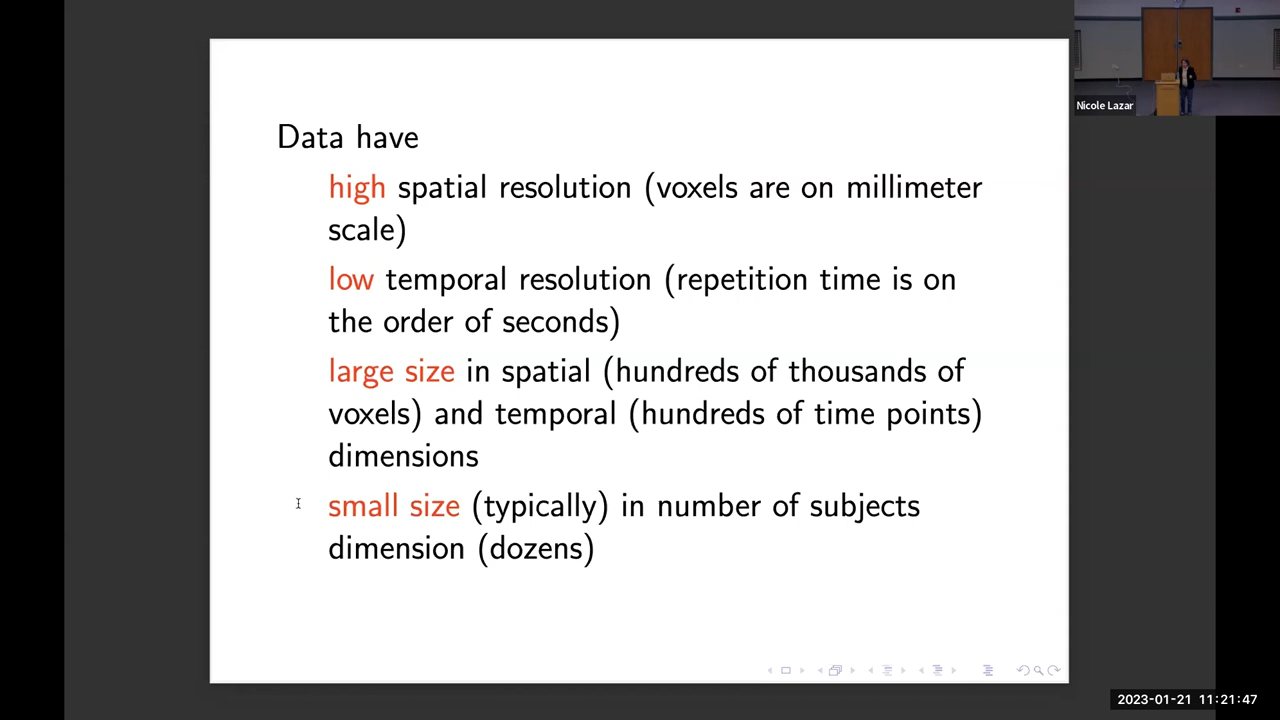 Nicole Lazar
Data have
high spatial resolution (voxels are on millimeter
scale)
low temporal resolution (repetition time is on
the order of seconds)
large size in spatial (hundreds of thousands of
voxels) and temporal (hundreds of time points)
dimensions
small size (typically) in number of subjects
dimension (dozens)
2023-01-21 11:21:47